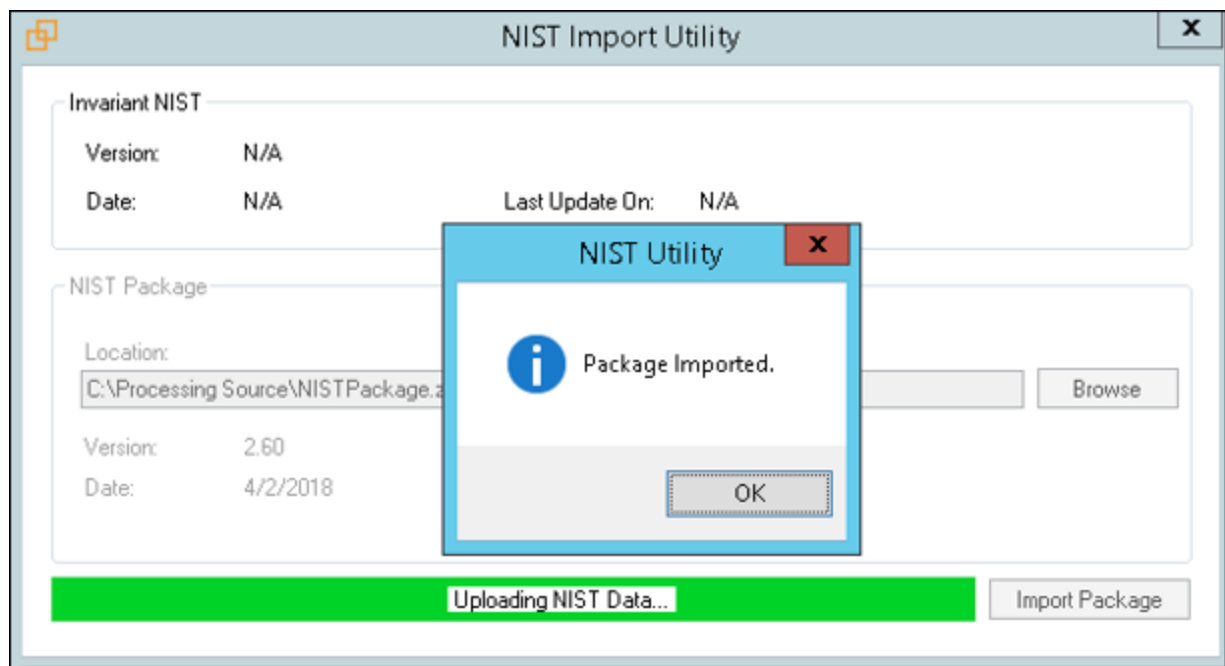 NIST Import Utility
x
Invariant NIST
Version: N/A
Date: N/A Last Update On: N/A
NIST Utility x
NIST Package
Package Imported.
Location:
C:\Processing Source\NISTPackage.z
Browse
Version: 2.60
Date: 4/2/2018
OK
Uploading NIST Data...
Import Package